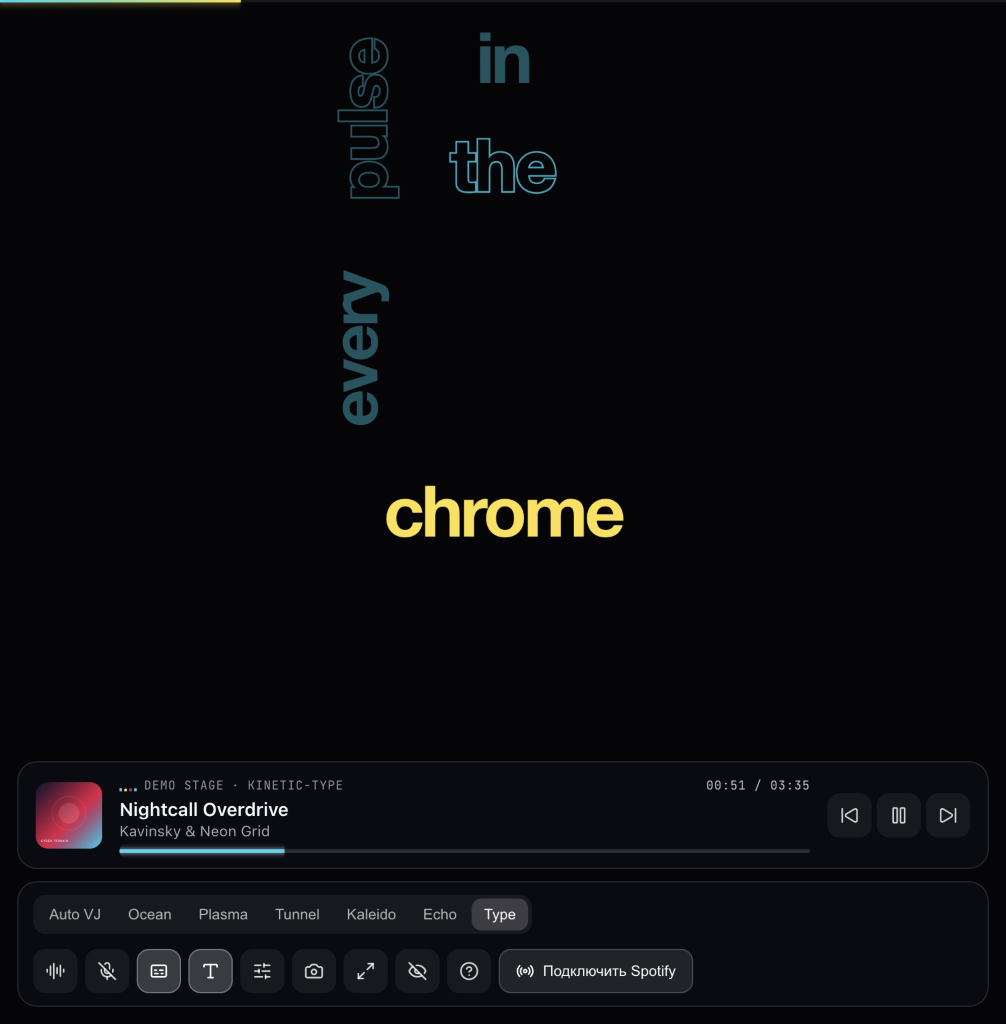 pulse
in
the
every
chrome
DEMO STAGE · KINETIC-TYPE
00:51 / 03:35
Nightcall Overdrive
Kavinsky & Neon Grid
Auto VJ
Ocean
Plasma
Tunnel
Kaleido
Echo
Type
Подключить Spotify